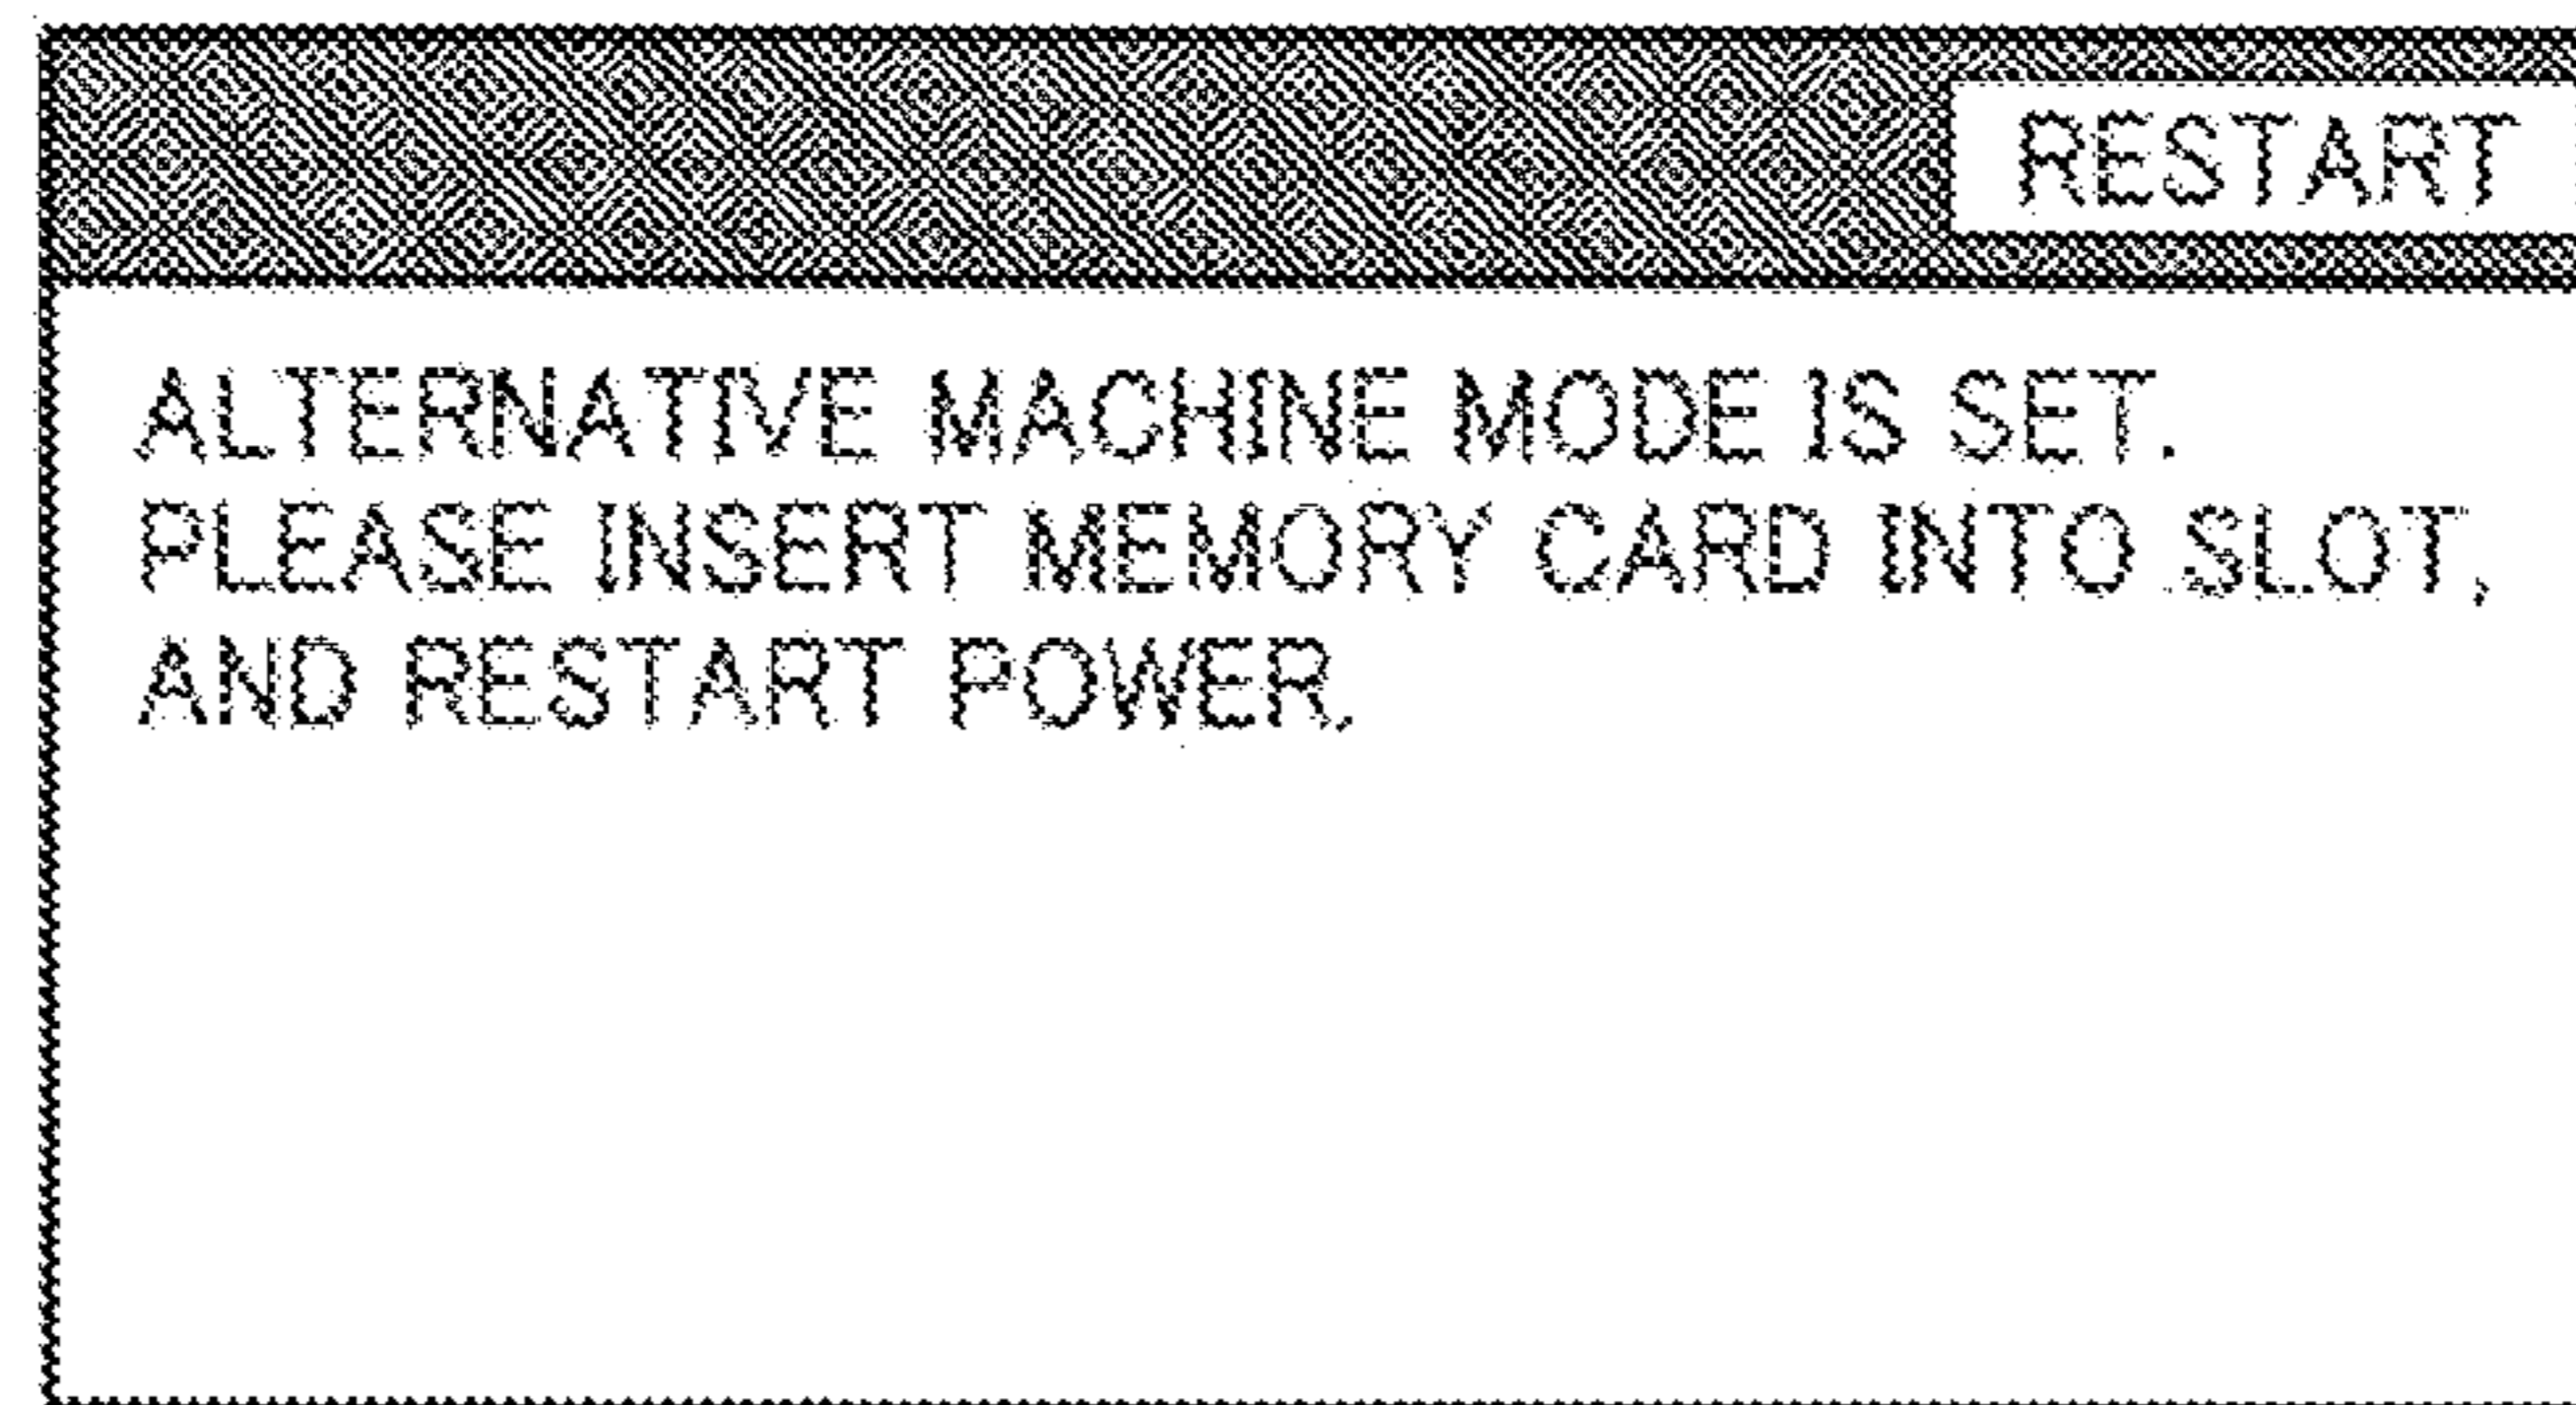 RESTART
ALTERNATIVE MACHINE MODE IS SET.
PLEASE INSERT MEMORY CARD INTO SLOT,
AND RESTART POWER.